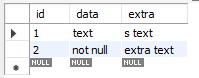 id data extra
1 text s text
2 not null extra text
NULL NULL NULL